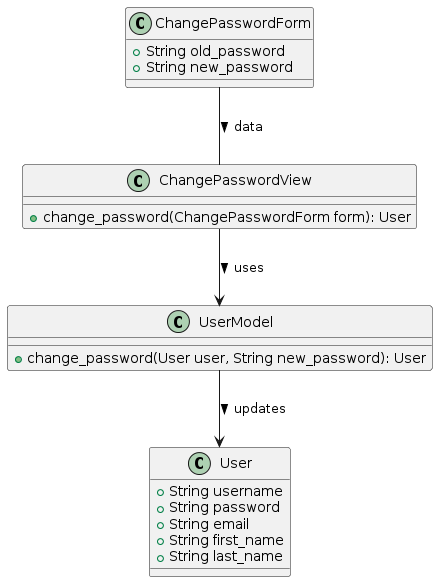 C ChangePasswordForm
String old_password
String new_password
data
C ChangePasswordView
change_password(ChangePasswordForm form): User
uses
C UserModel
change_password(User user, String new_password): User
updates
C User
String username
String password
String email
String first_name
String last_name